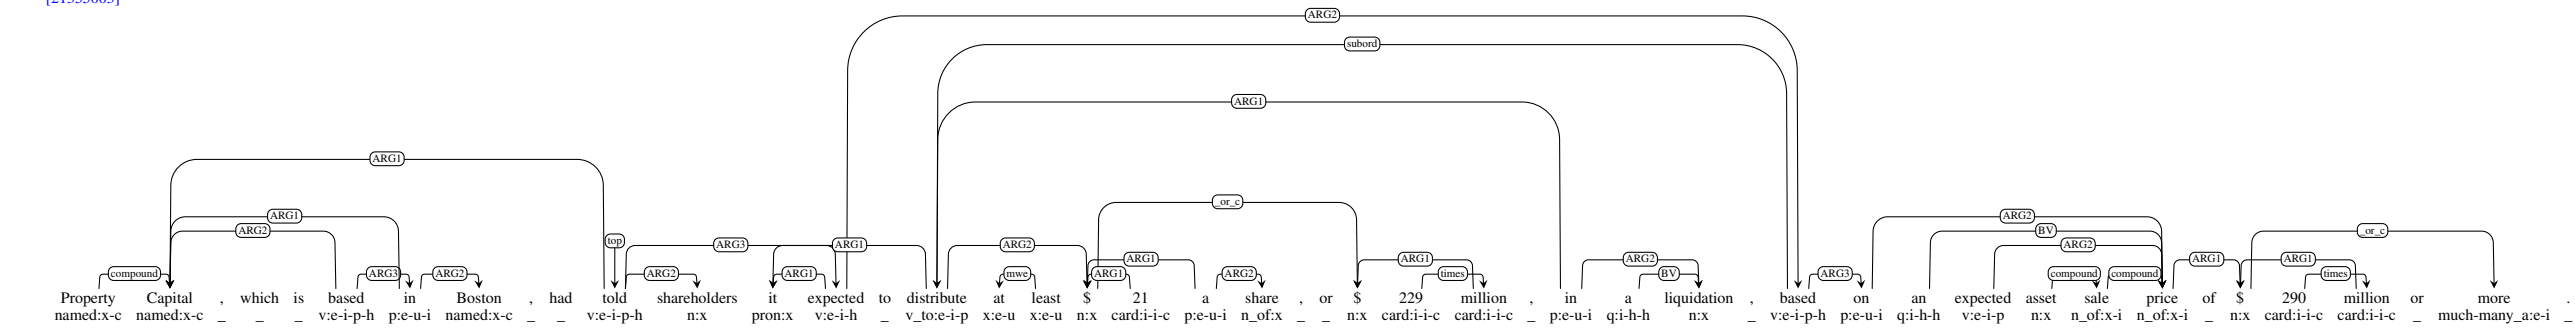 ARG2
subord
ARG1
ARG1
_or_c
ARG1 ARG2
ARG2 _or_c
BV
top ARG3 ARG1 ARG2
ARG1 ARG1 ARG2 ARG1 ARG1
compound ARG3 ARG2 ARG2 ARG1 mwe ARG1 ARG2 times BV ARG3 compound compound times
Property Capital , which is based in Boston , had told shareholders it expected to distribute at least $ 21 a share , or $ 229 million , in a liquidation , based on an expected asset sale price of $ 290 million or more .
named:x-c named:x-c _ _ _ v:e-i-p-h p:e-u-i named:x-c _ _ v:e-i-p-h n:x pron:x v:e-i-h _ v_to:e-i-p x:e-u x:e-u n:x card:i-i-c p:e-u-i n_of:x _ _ n:x card:i-i-c card:i-i-c _ p:e-u-i q:i-h-h n:x _ v:e-i-p-h p:e-u-i q:i-h-h v:e-i-p n:x n_of:x-i n_of:x-i _ n:x card:i-i-c card:i-i-c _ much-many_a:e-i _